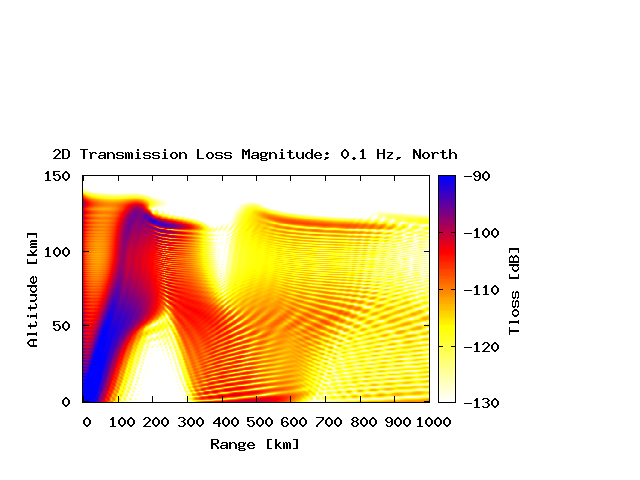 2D Transmission Loss Magnitude; 0.1 Hz, North
150
100
50
0
Altitude [km]
0 100 200 300 400 500 600 700 800 900 1000
Range [km]
-90
-100
-110
-120
-130
Tloss [dB]